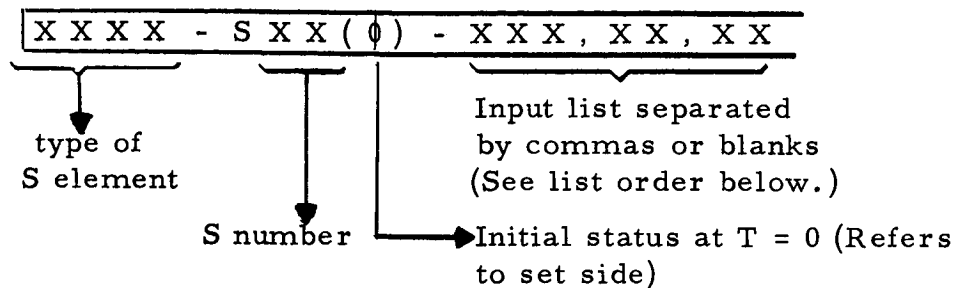 X X X X - S X X ( 0 ) - X X X , X X , X X
type of
S element
Input list separated
by commas or blanks
(See list order below.)
S number
Initial status at T = 0 (Refers
to set side)